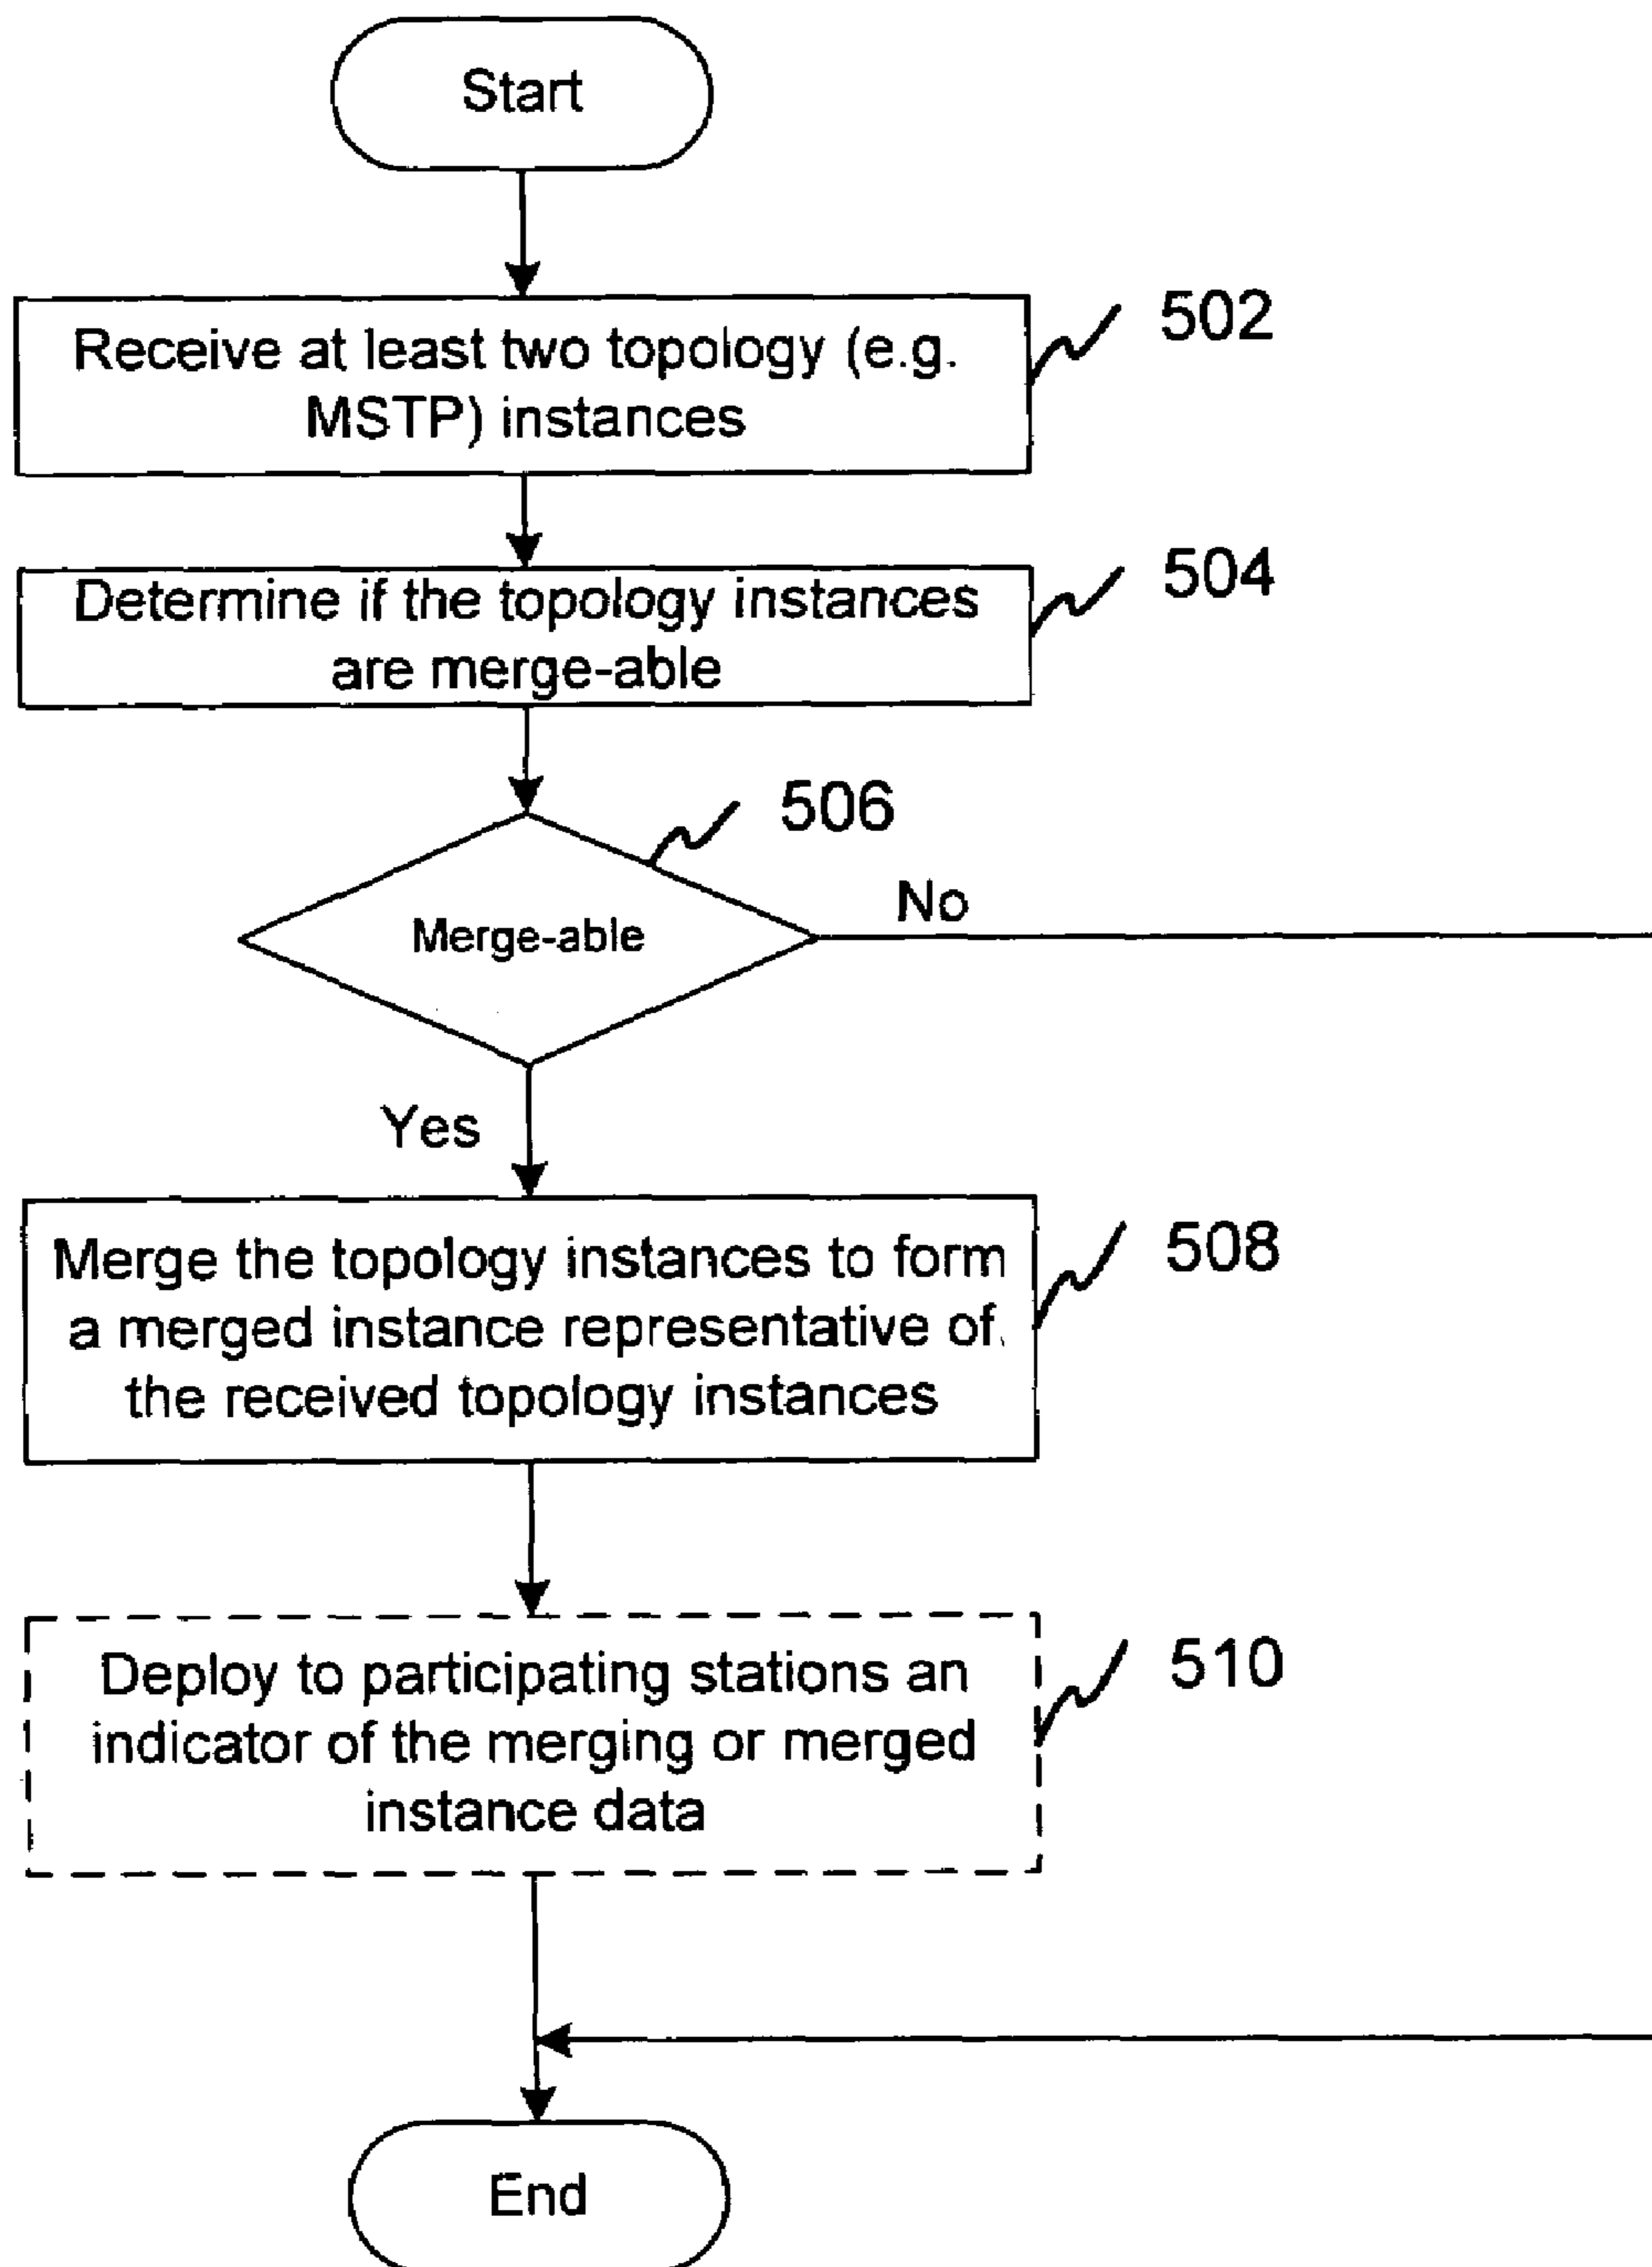 Start
Receive at least two topology (e.g.
MSTP) instances
502
Determine if the topology instances
are merge-able
504
506
Merge-able
No
Yes
Merge the topology instances to form
a merged instance representative of
the received topology instances
508
Deploy to participating stations an
indicator of the merging or merged
instance data
510
End